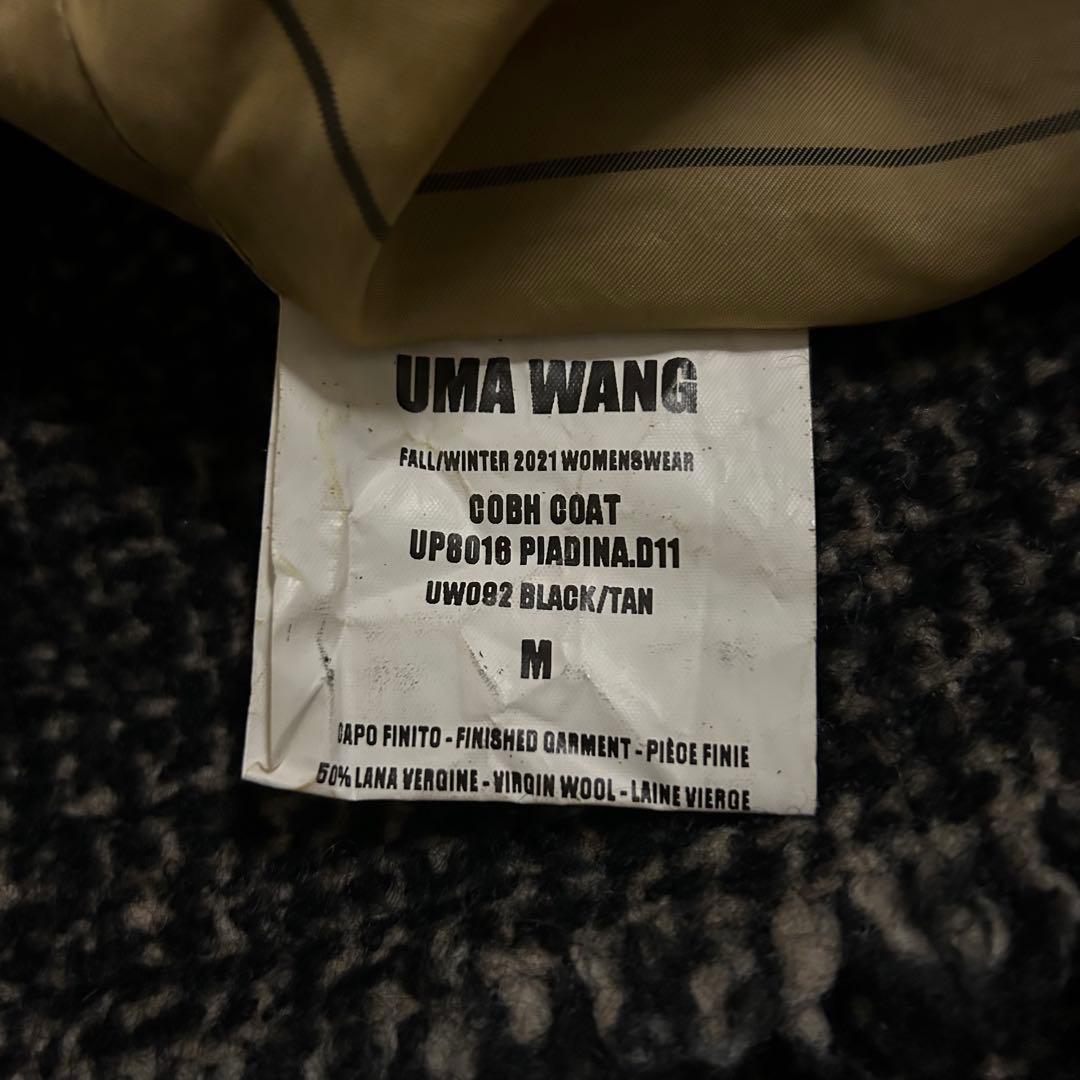 UMA WANG
FALL/WINTER 2021 WOMENSWEAR
COBH COAT
UP8016 PIADINA.D11
UW092 BLACK/TAN
M
CAPO FINITO - FINISHED GARMENT - PIÈCE FINIE
50% LANA VERGINE - VIRGIN WOOL - LAINE VIERGE